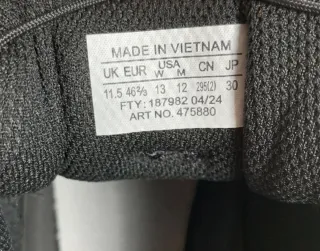 MADE IN VIETNAM
UK EUR USA W USA M CN JP
11.5 46⅔ 13 12 295(2) 30
FTY: 187982 04/24
ART NO. 475880